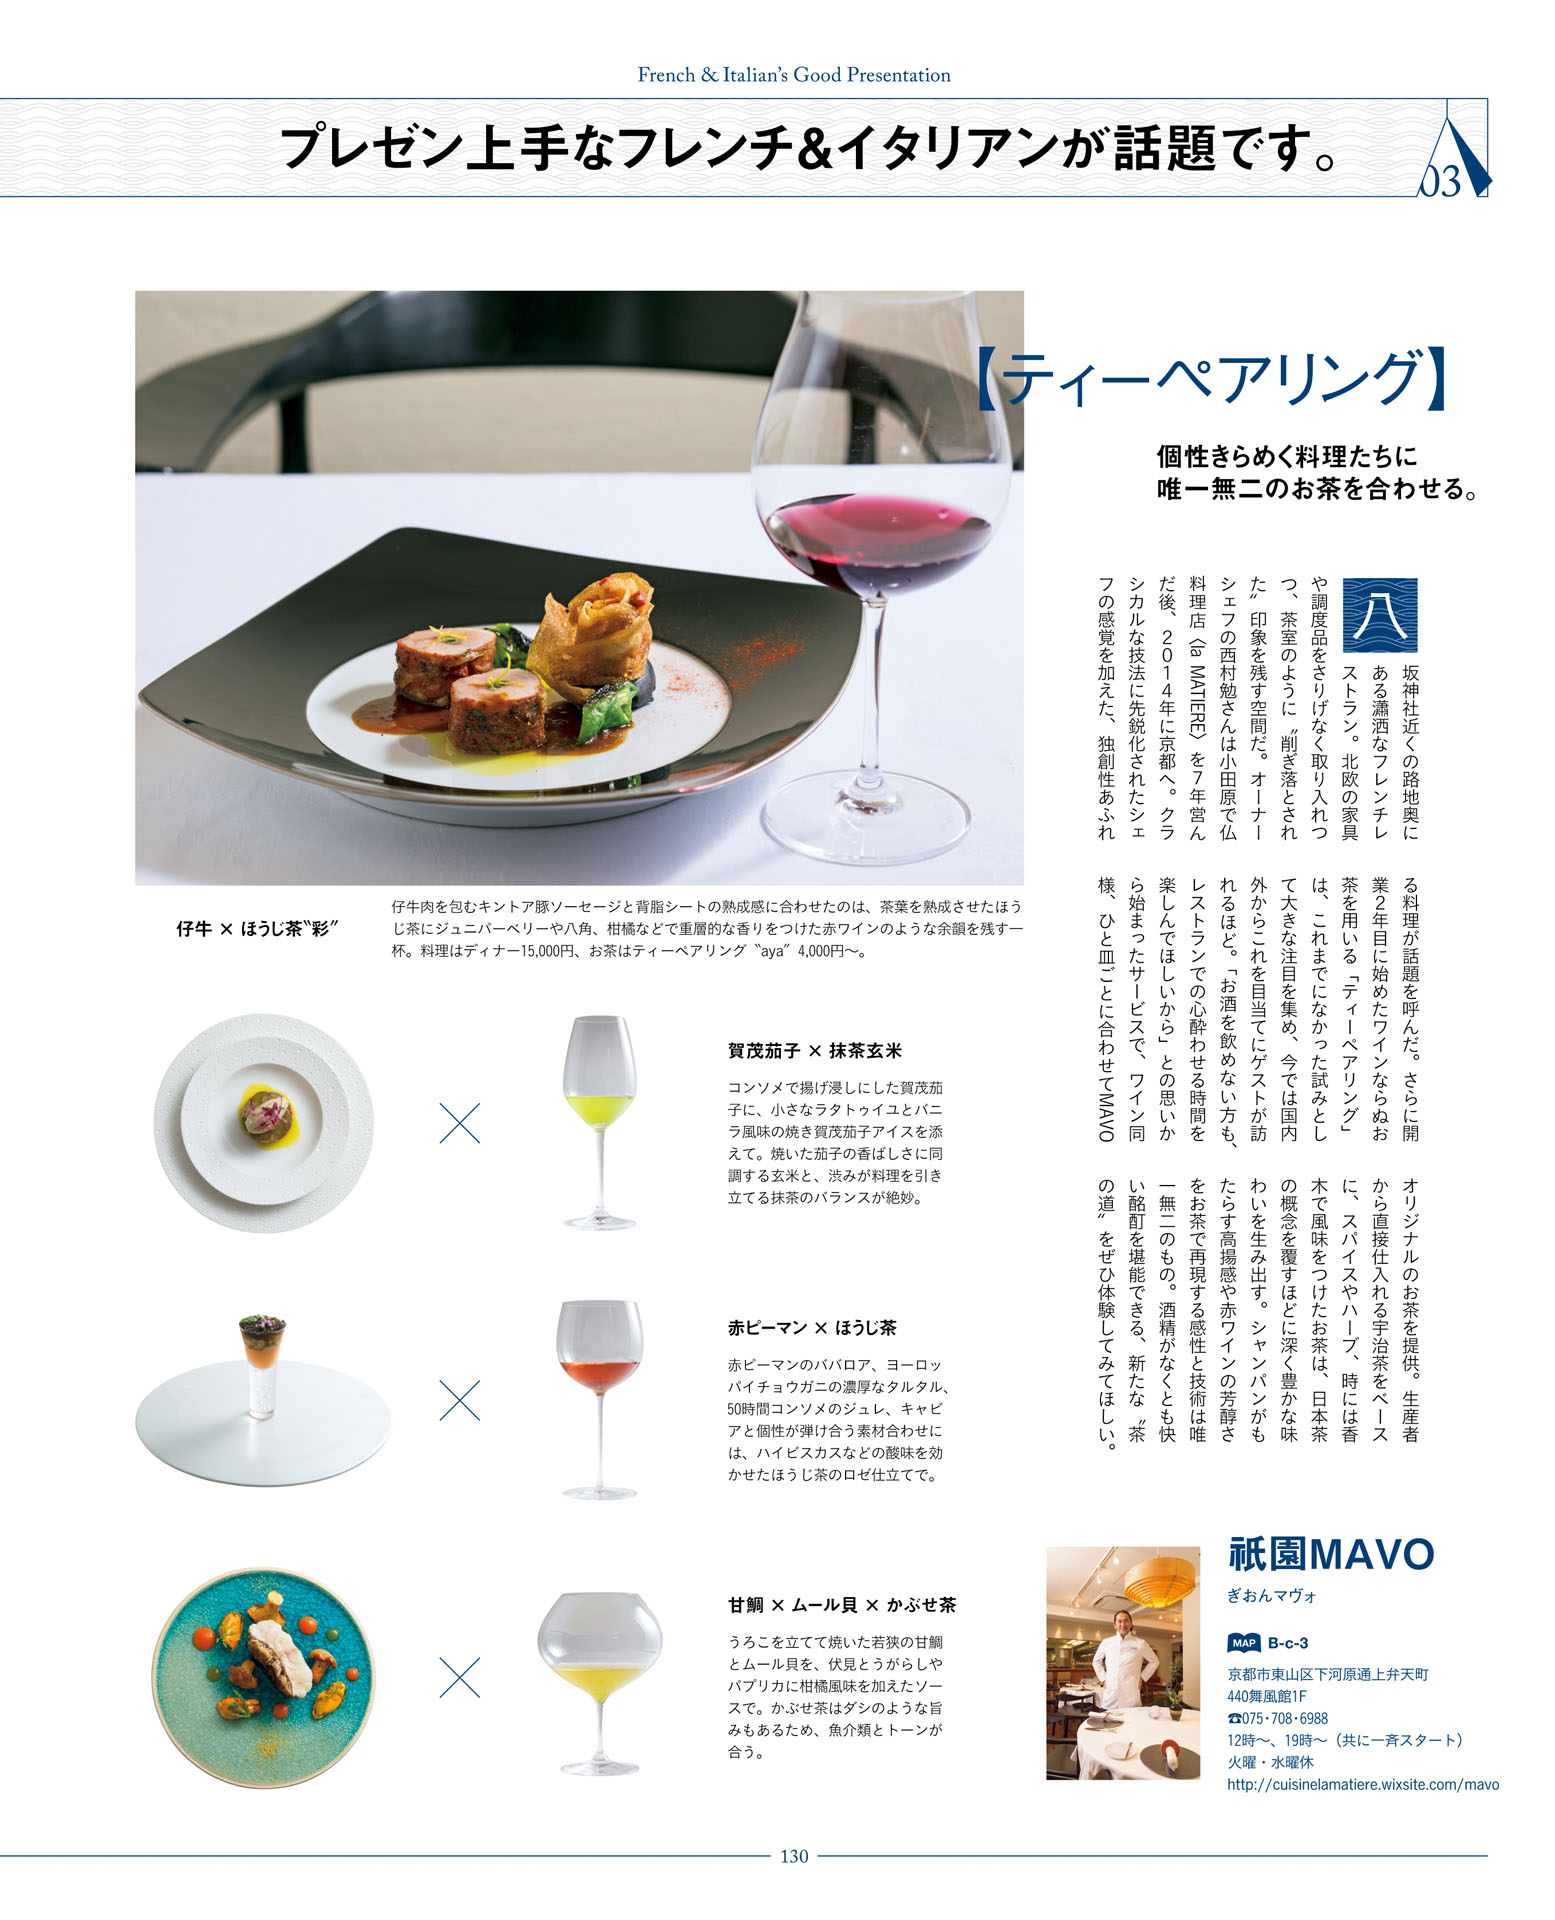 French & Italian's Good Presentation
プレゼン上手なフレンチ&イタリアンが話題です。
03
【ティーペアリング】
個性きらめく料理たちに
唯一無二のお茶を合わせる。
八
坂神社近くの路地奥に
ある瀟洒なフレンチレ
ストラン。北欧の家具
や調度品をさりげなく取り入れつ
つ、茶室のように〝削ぎ落とされ
た〟印象を残す空間だ。オーナー
シェフの西村勉さんは小田原で仏
料理店〈la MATIERE〉を7年営ん
だ後、2014年に京都へ。クラ
シカルな技法に先鋭化されたシェ
フの感覚を加えた、独創性あふれ
る料理が話題を呼んだ。さらに開
業2年目に始めたワインならぬお
茶を用いる「ティーペアリング」
は、これまでになかった試みとし
て大きな注目を集め、今では国内
外からこれを目当てにゲストが訪
れるほど。「お酒を飲めない方も、
レストランでの心酔わせる時間を
楽しんでほしいから」との思いか
ら始まったサービスで、ワイン同
様、ひと皿ごとに合わせてMAVO
オリジナルのお茶を提供。生産者
から直接仕入れる宇治茶をベース
に、スパイスやハーブ、時には香
木で風味をつけたお茶は、日本茶
の概念を覆すほどに深く豊かな味
わいを生み出す。シャンパンがも
たらす高揚感や赤ワインの芳醇さ
をお茶で再現する感性と技術は唯
一無二のもの。酒精がなくとも快
い酩酊を堪能できる、新たな〝茶
の道〟をぜひ体験してみてほしい。
仔牛 × ほうじ茶〝彩〟
仔牛肉を包むキントア豚ソーセージと背脂シートの熟成感に合わせたのは、茶葉を熟成させたほう
じ茶にジュニパーベリーや八角、柑橘などで重層的な香りをつけた赤ワインのような余韻を残す一
杯。料理はディナー15,000円、お茶はティーペアリング〝aya〟4,000円〜。
賀茂茄子 × 抹茶玄米
コンソメで揚げ浸しにした賀茂茄
子に、小さなラタトゥイユとバニ
ラ風味の焼き賀茂茄子アイスを添
えて。焼いた茄子の香ばしさに同
調する玄米と、渋みが料理を引き
立てる抹茶のバランスが絶妙。
赤ピーマン × ほうじ茶
赤ピーマンのババロア、ヨーロッ
パイチョウガニの濃厚なタルタル、
50時間コンソメのジュレ、キャビ
アと個性が弾け合う素材合わせに
は、ハイビスカスなどの酸味を効
かせたほうじ茶のロゼ仕立てで。
甘鯛 × ムール貝 × かぶせ茶
うろこを立てて焼いた若狭の甘鯛
とムール貝を、伏見とうがらしや
パプリカに柑橘風味を加えたソー
スで。かぶせ茶はダシのような旨
みもあるため、魚介類とトーンが
合う。
祇園MAVO
ぎおんマヴォ
MAP B-c-3
京都市東山区下河原通上弁天町
440舞風館1F
☎075・708・6988
12時〜、19時〜（共に一斉スタート）
火曜・水曜休
http://cuisinelamatiere.wixsite.com/mavo
130